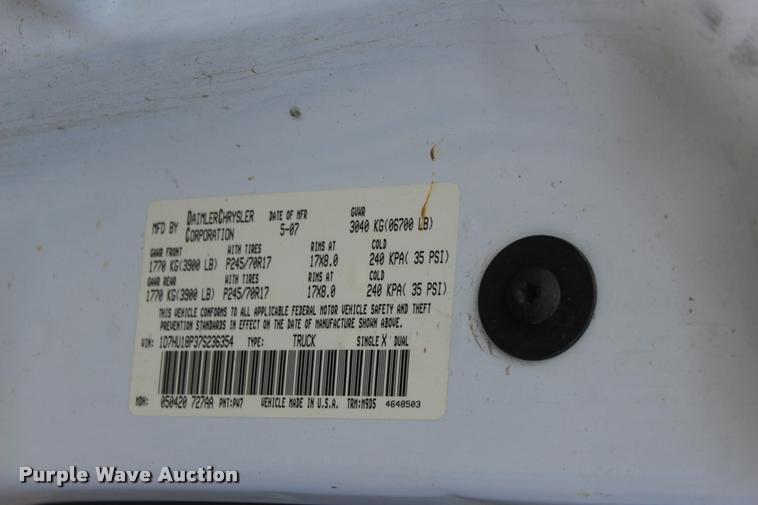 MFD BY DAIMLERCHRYSLER CORPORATION DATE OF MFR 5-07 GVWR 3040 KG(06700 LB)
GAWR FRONT WITH TIRES RIMS AT COLD
1770 KG(3900 LB) P245/70R17 17X8.0 240 KPA( 35 PSI)
GAWR REAR WITH TIRES RIMS AT COLD
1770 KG(3900 LB) P245/70R17 17X8.0 240 KPA( 35 PSI)
THIS VEHICLE CONFORMS TO ALL APPLICABLE FEDERAL MOTOR VEHICLE SAFETY AND THEFT
PREVENTION STANDARDS IN EFFECT ON THE DATE OF MANUFACTURE SHOWN ABOVE.
VIN: 1D7HU18P37S236354 TYPE: TRUCK SINGLE X DUAL
MDH: 050420 727AA PNT:PW7 VEHICLE MADE IN U.S.A. TRM:M9D5 4648503
Purple Wave Auction